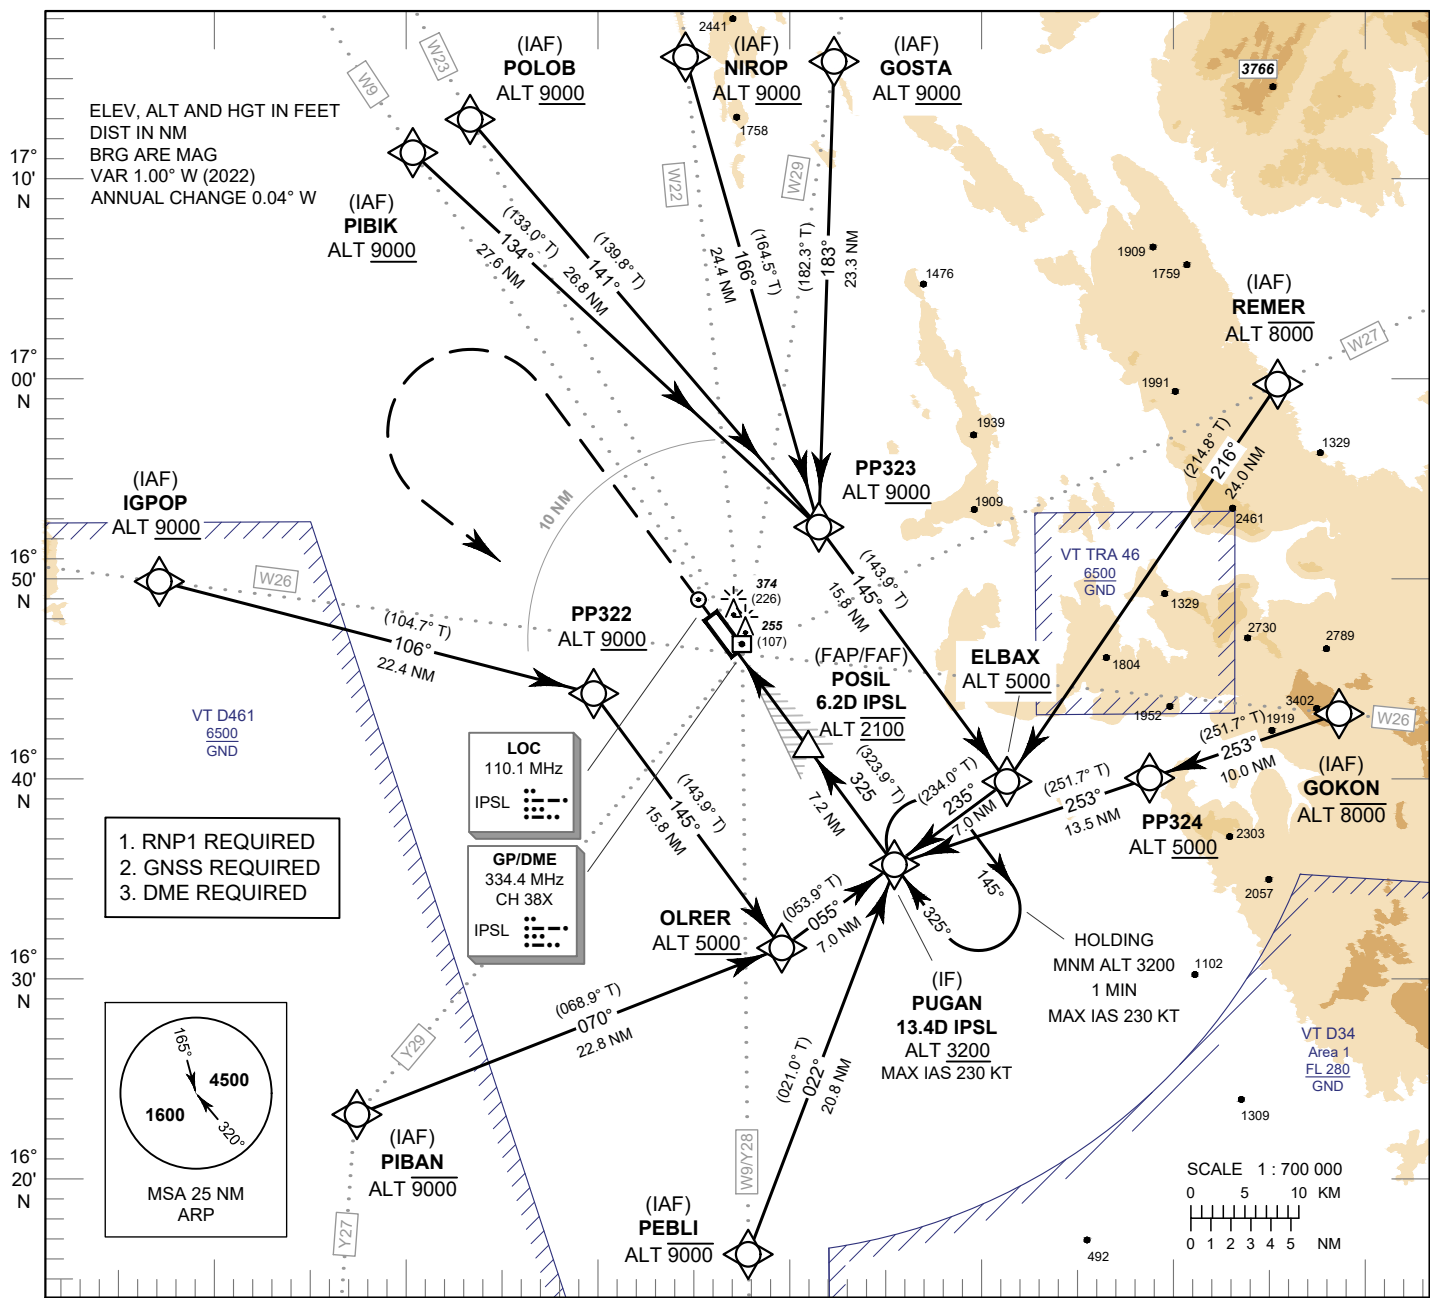 ELEV, ALT AND HGT IN FEET
DIST IN NM
BRG ARE MAG
VAR 1.00° W (2022)
ANNUAL CHANGE 0.04° W
W9
W23
(IAF)
POLOB
ALT 9000
2441
(IAF)
NIROP
ALT 9000
1758
(IAF)
GOSTA
ALT 9000
3766
17°
10'
N
(IAF)
PIBIK
ALT 9000
W22
W29
(133.0° T)
134°
27.6 NM
(139.8° T)
141°
26.8 NM
(164.5° T)
166°
24.4 NM
(182.3° T)
183°
23.3 NM
1476
1909
1759
(IAF)
REMER
ALT 8000
W27
17°
00'
N
1991
1939
1329
(214.8° T)
216°
24.0 NM
(IAF)
IGPOP
ALT 9000
10 NM
PP323
ALT 9000
1909
2461
16°
50'
N
W26
VT TRA 46
6500
GND
1329
2730
2789
1804
1952
3402
1919
W26
(104.7° T)
106°
22.4 NM
PP322
ALT 9000
374
(226)
255
(107)
(143.9° T)
145°
15.8 NM
(FAP/FAF)
POSIL
6.2D IPSL
ALT 2100
ELBAX
ALT 5000
VT D461
6500
GND
LOC
110.1 MHz
IPSL
GP/DME
334.4 MHz
CH 38X
IPSL
(143.9° T)
145°
15.8 NM
(323.9° T)
325
7.2 NM
(234.0° T)
235°
7.0 NM
(251.7° T)
253°
13.5 NM
(251.7° T)
253°
10.0 NM
(IAF)
GOKON
ALT 8000
PP324
ALT 5000
16°
40'
N
2303
2057
1. RNP1 REQUIRED
2. GNSS REQUIRED
3. DME REQUIRED
145°
325°
OLRER
ALT 5000
(053.9° T)
055°
7.0 NM
HOLDING
MNM ALT 3200
1 MIN
MAX IAS 230 KT
1102
16°
30'
N
(IF)
PUGAN
13.4D IPSL
ALT 3200
MAX IAS 230 KT
(068.9° T)
070°
22.8 NM
Y29
(021.0° T)
022°
20.8 NM
VT D34
Area 1
FL 280
GND
1309
165°
4500
1600
320°
MSA 25 NM
ARP
16°
20'
N
(IAF)
PIBAN
ALT 9000
Y27
W9/Y28
(IAF)
PEBLI
ALT 9000
492
SCALE 1 : 700 000
0 5 10 KM
0 1 2 3 4 5 NM